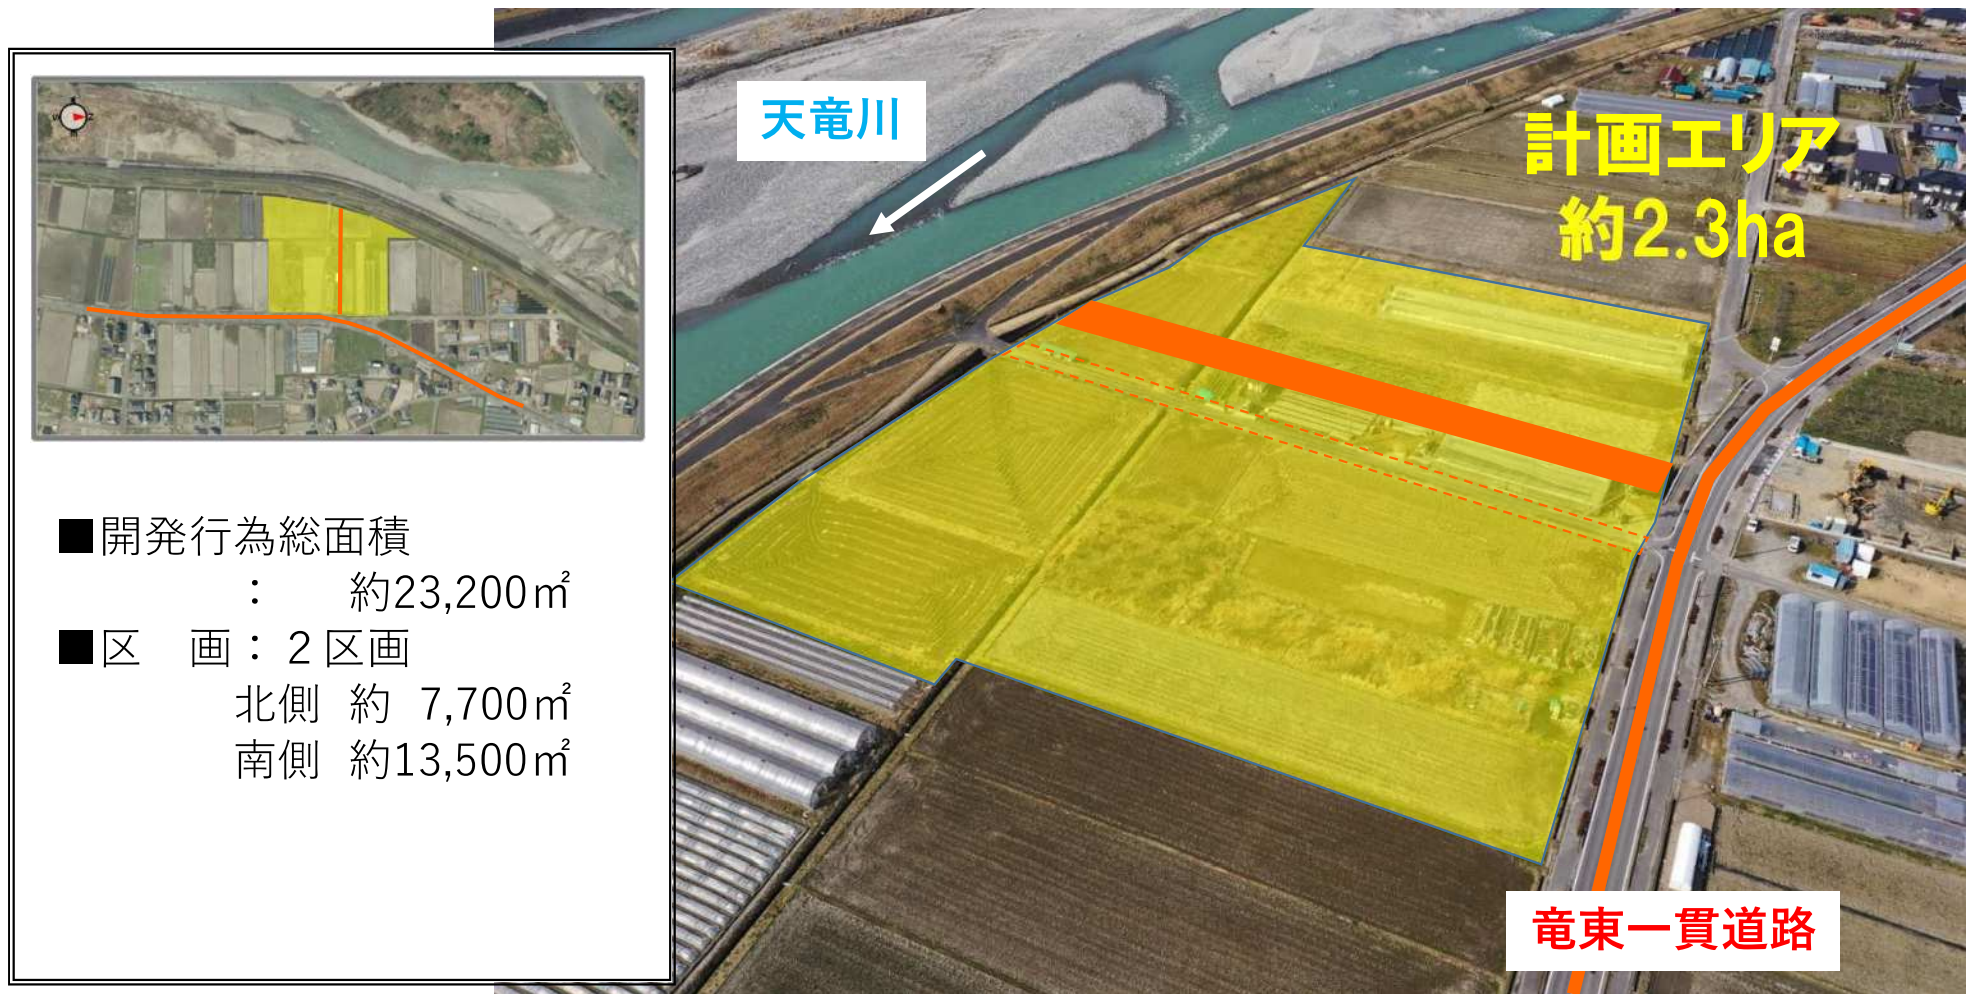 天竜川
計画エリア
約2.3ha
■開発行為総面積
： 約23,200㎡
■区　画：２区画
北側 約 7,700㎡
南側 約13,500㎡
竜東一貫道路